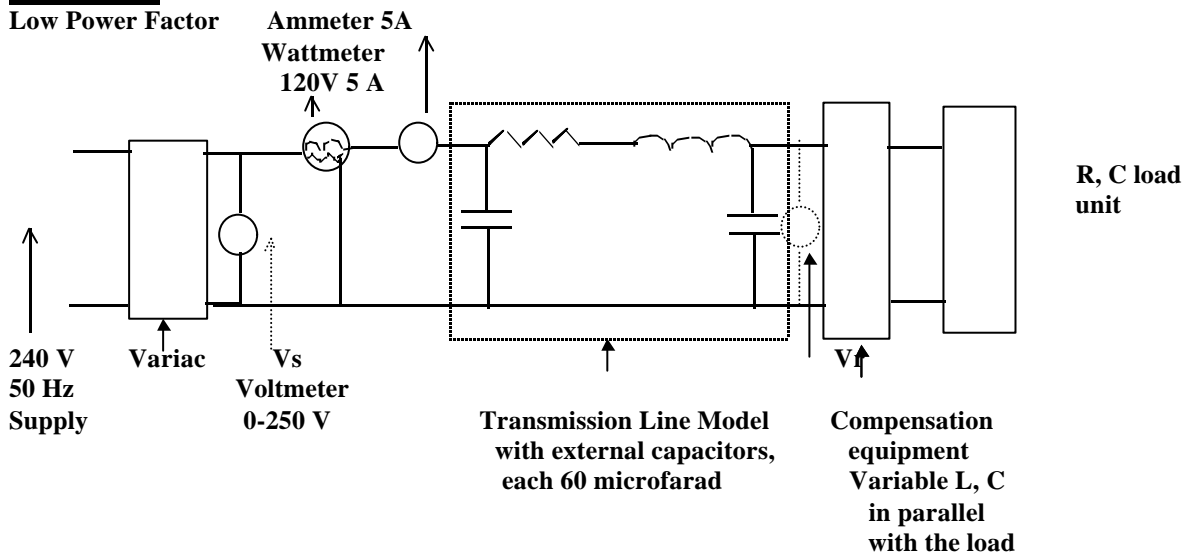 Low Power Factor Ammeter 5A
Wattmeter
120V 5 A
R, C load
unit
240 V Variac Vs Vr
50 Hz Voltmeter
Supply 0-250 V Transmission Line Model Compensation
with external capacitors, equipment
each 60 microfarad Variable L, C
in parallel
with the load